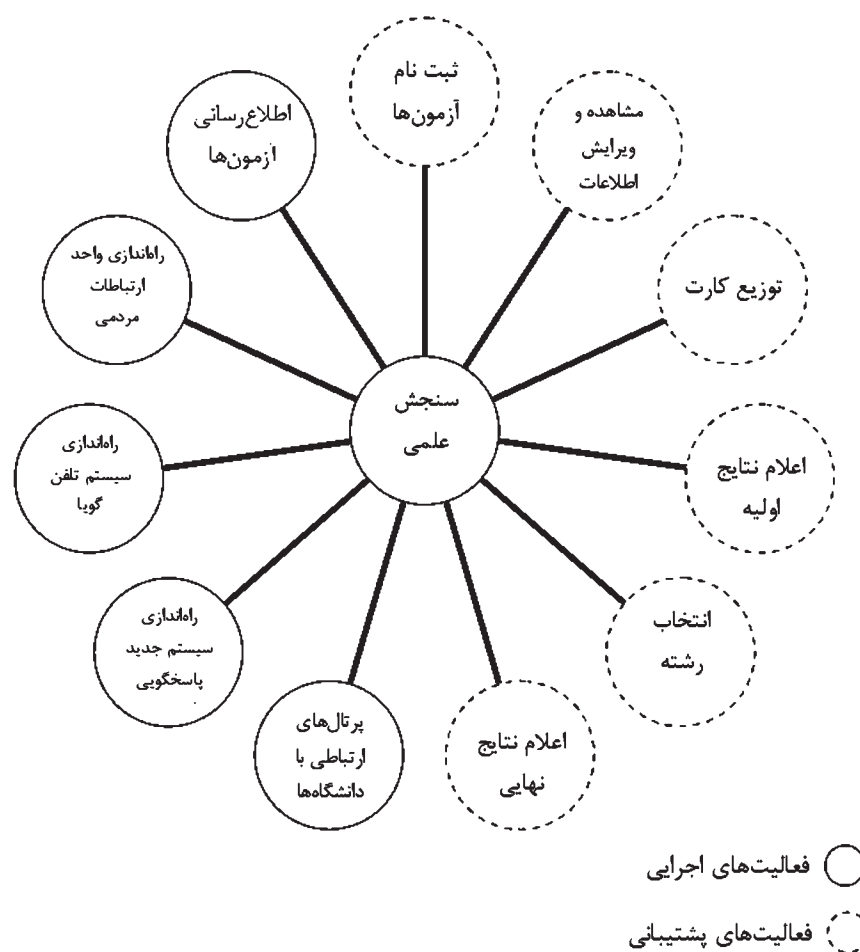 ثبت نام
آزمون‌ها
مشاهده و
ویرایش
اطلاعات
توزیع کارت
اعلام نتایج
اولیه
انتخاب
رشته
اعلام نتایج
نهایی
پرتال‌های
ارتباطی با
دانشگاه‌ها
راه‌اندازی
سیستم جدید
پاسخگویی
راه‌اندازی
سیستم تلفن
گویا
راه‌اندازی واحد
ارتباطات
مردمی
اطلاع‌رسانی
آزمون‌ها
سنجش
علمی
فعالیت‌های اجرایی
فعالیت‌های پشتیبانی